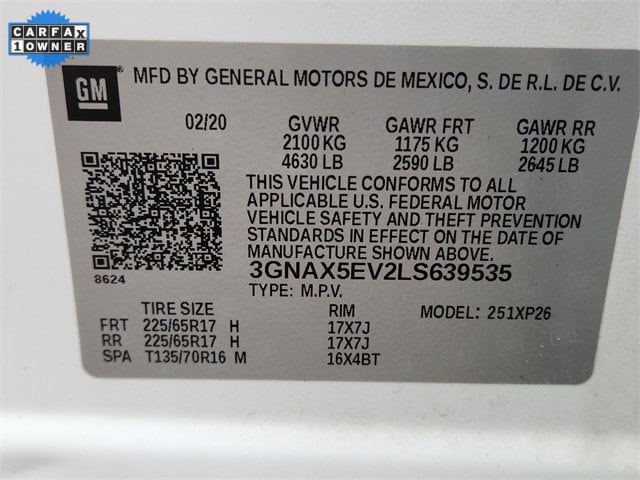 CARFAX
1 OWNER
GM
MFD BY GENERAL MOTORS DE MEXICO, S. DE R.L. DE C.V.
02/20 GVWR GAWR FRT GAWR RR
2100 KG 1175 KG 1200 KG
4630 LB 2590 LB 2645 LB
THIS VEHICLE CONFORMS TO ALL
APPLICABLE U.S. FEDERAL MOTOR
VEHICLE SAFETY AND THEFT PREVENTION
STANDARDS IN EFFECT ON THE DATE OF
MANUFACTURE SHOWN ABOVE.
8624
3GNAX5EV2LS639535
TYPE: M.P.V.
TIRE SIZE RIM MODEL: 251XP26
FRT 225/65R17 H 17X7J
RR 225/65R17 H 17X7J
SPA T135/70R16 M 16X4BT